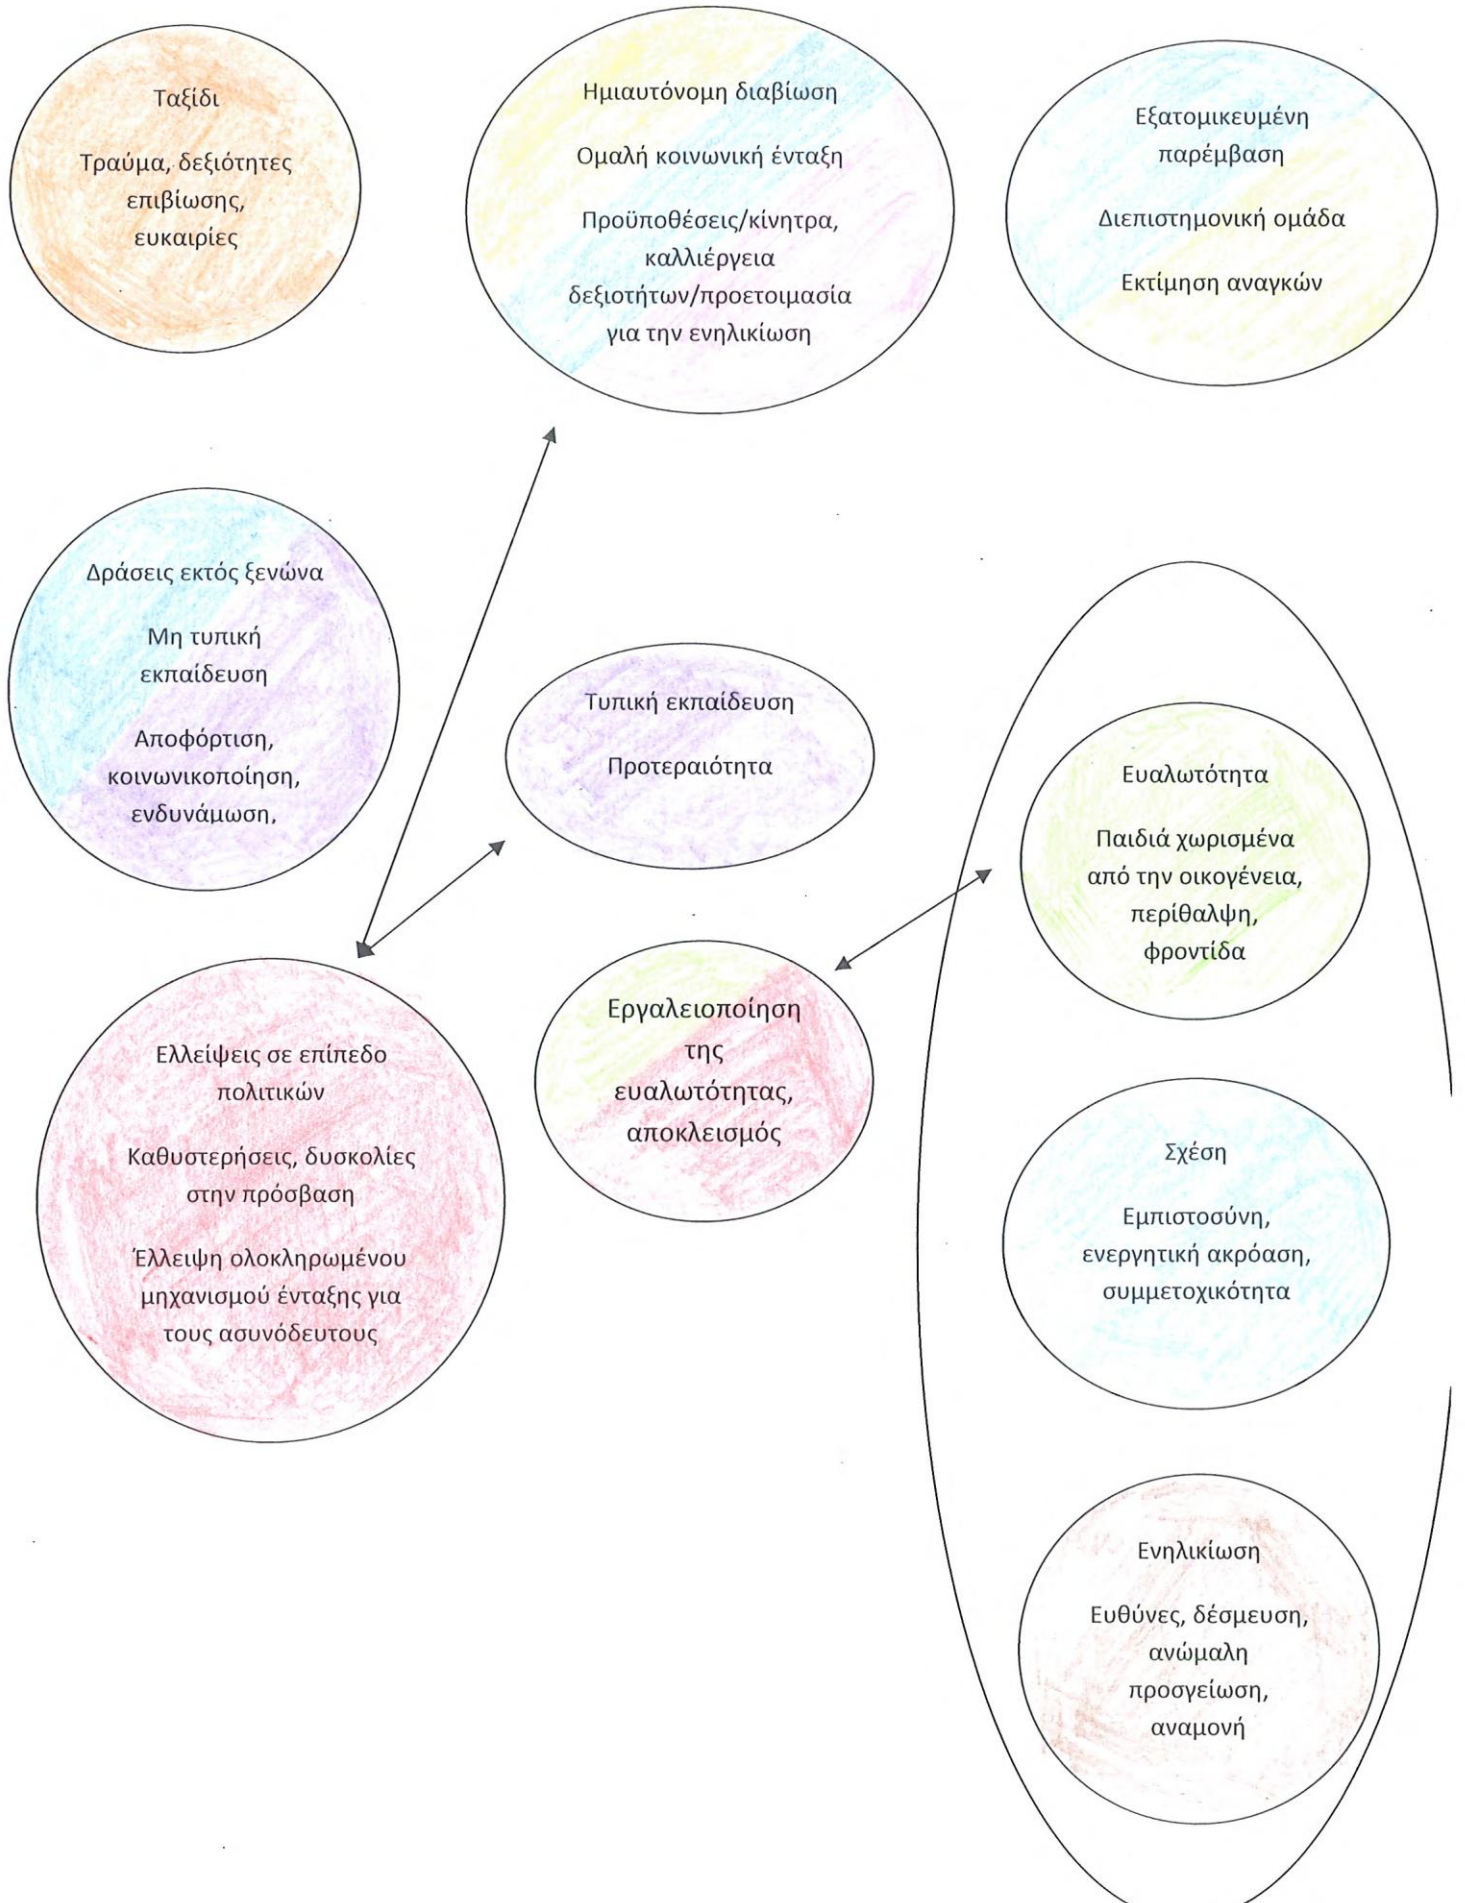 Ταξίδι
Τραύμα, δεξιότητες
επιβίωσης,
ευκαιρίες
Ημιαυτόνομη διαβίωση
Ομαλή κοινωνική ένταξη
Προϋποθέσεις/κίνητρα,
καλλιέργεια
δεξιοτήτων/προετοιμασία
για την ενηλικίωση
Εξατομικευμένη
παρέμβαση
Διεπιστημονική ομάδα
Εκτίμηση αναγκών
Δράσεις εκτός ξενώνα
Μη τυπική
εκπαίδευση
Αποφόρτιση,
κοινωνικοποίηση,
ενδυνάμωση,
Τυπική εκπαίδευση
Προτεραιότητα
Ευαλωτότητα
Παιδιά χωρισμένα
από την οικογένεια,
περίθαλψη,
φροντίδα
Ελλείψεις σε επίπεδο
πολιτικών
Καθυστερήσεις, δυσκολίες
στην πρόσβαση
Έλλειψη ολοκληρωμένου
μηχανισμού ένταξης για
τους ασυνόδευτους
Εργαλειοποίηση
της
ευαλωτότητας,
αποκλεισμός
Σχέση
Εμπιστοσύνη,
ενεργητική ακρόαση,
συμμετοχικότητα
Ενηλικίωση
Ευθύνες, δέσμευση,
ανώμαλη
προσγείωση,
αναμονή